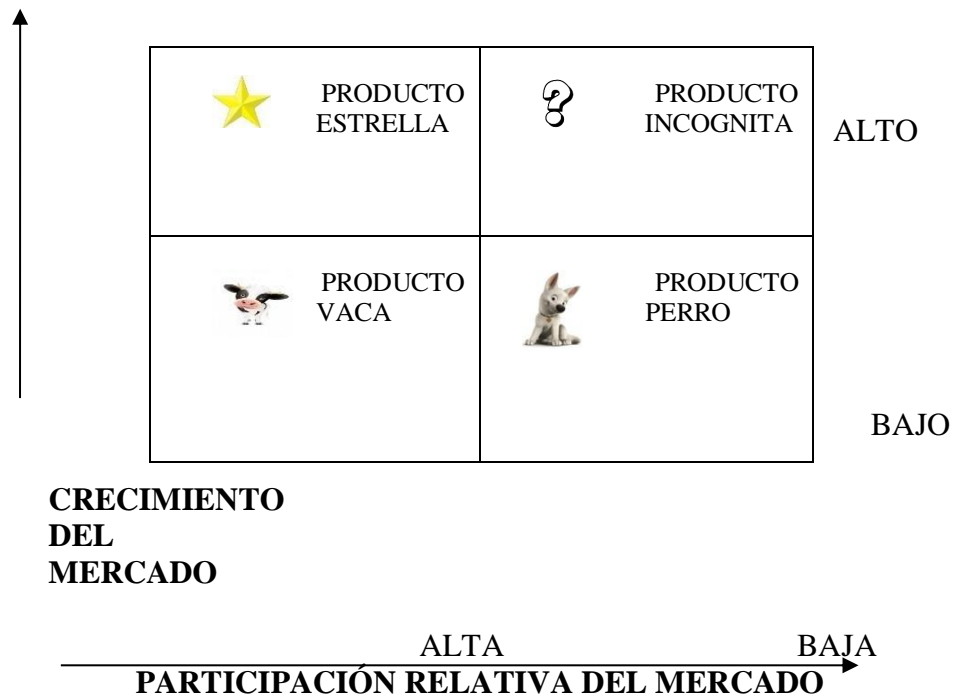 PRODUCTO
ESTRELLA
PRODUCTO
INCOGNITA
ALTO
PRODUCTO
VACA
PRODUCTO
PERRO
BAJO
CRECIMIENTO
DEL
MERCADO
ALTA BAJA
PARTICIPACIÓN RELATIVA DEL MERCADO